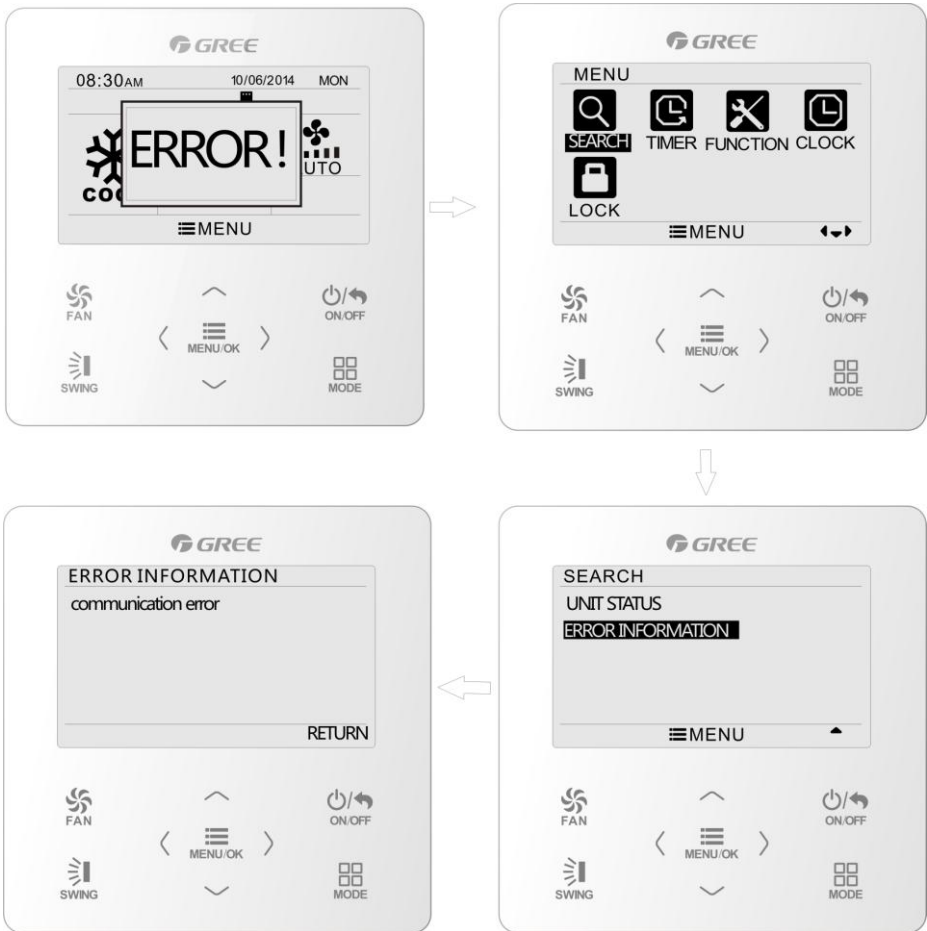 GREE
08:30AM 10/06/2014 MON
ERROR!
UTO
MENU
FAN
ON/OFF
MENU/OK
SWING
MODE
GREE
MENU
SEARCH TIMER FUNCTION CLOCK
LOCK
MENU
FAN
ON/OFF
MENU/OK
SWING
MODE
GREE
ERROR INFORMATION
communication error
RETURN
FAN
ON/OFF
MENU/OK
SWING
MODE
GREE
SEARCH
UNIT STATUS
ERROR INFORMATION
MENU
FAN
ON/OFF
MENU/OK
SWING
MODE